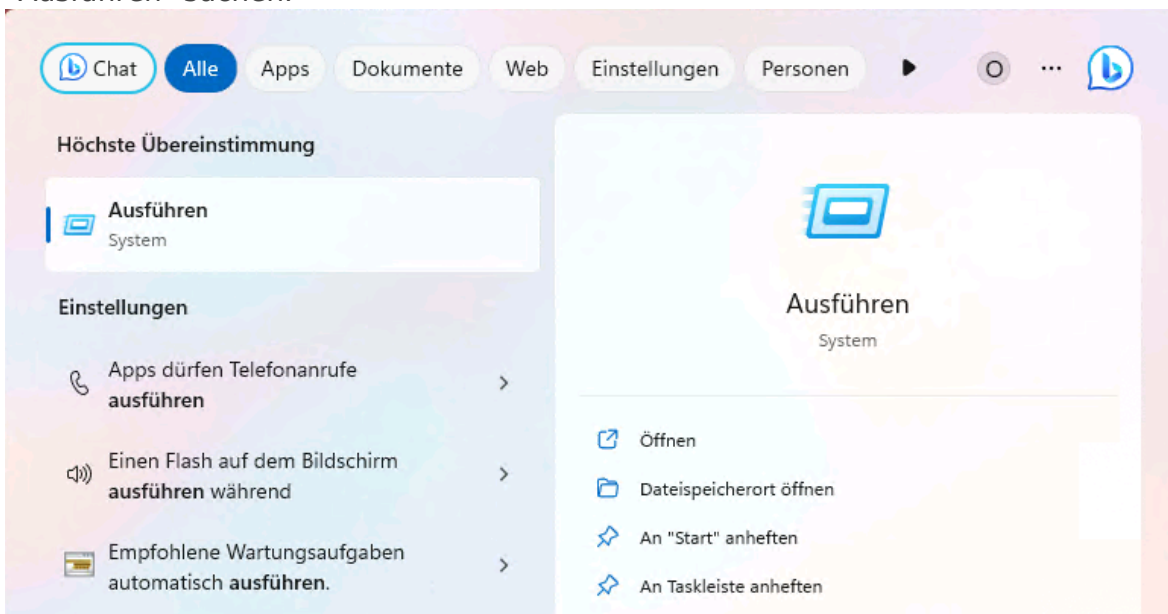 "Ausführen" suchen.
Chat Alle Apps Dokumente Web Einstellungen Personen O ...
Höchste Übereinstimmung
Ausführen
System
Einstellungen
Apps dürfen Telefonanrufe
ausführen
Einen Flash auf dem Bildschirm
ausführen während
Empfohlene Wartungsaufgaben
automatisch ausführen.
Ausführen
System
Öffnen
Dateispeicherort öffnen
An "Start" anheften
An Taskleiste anheften